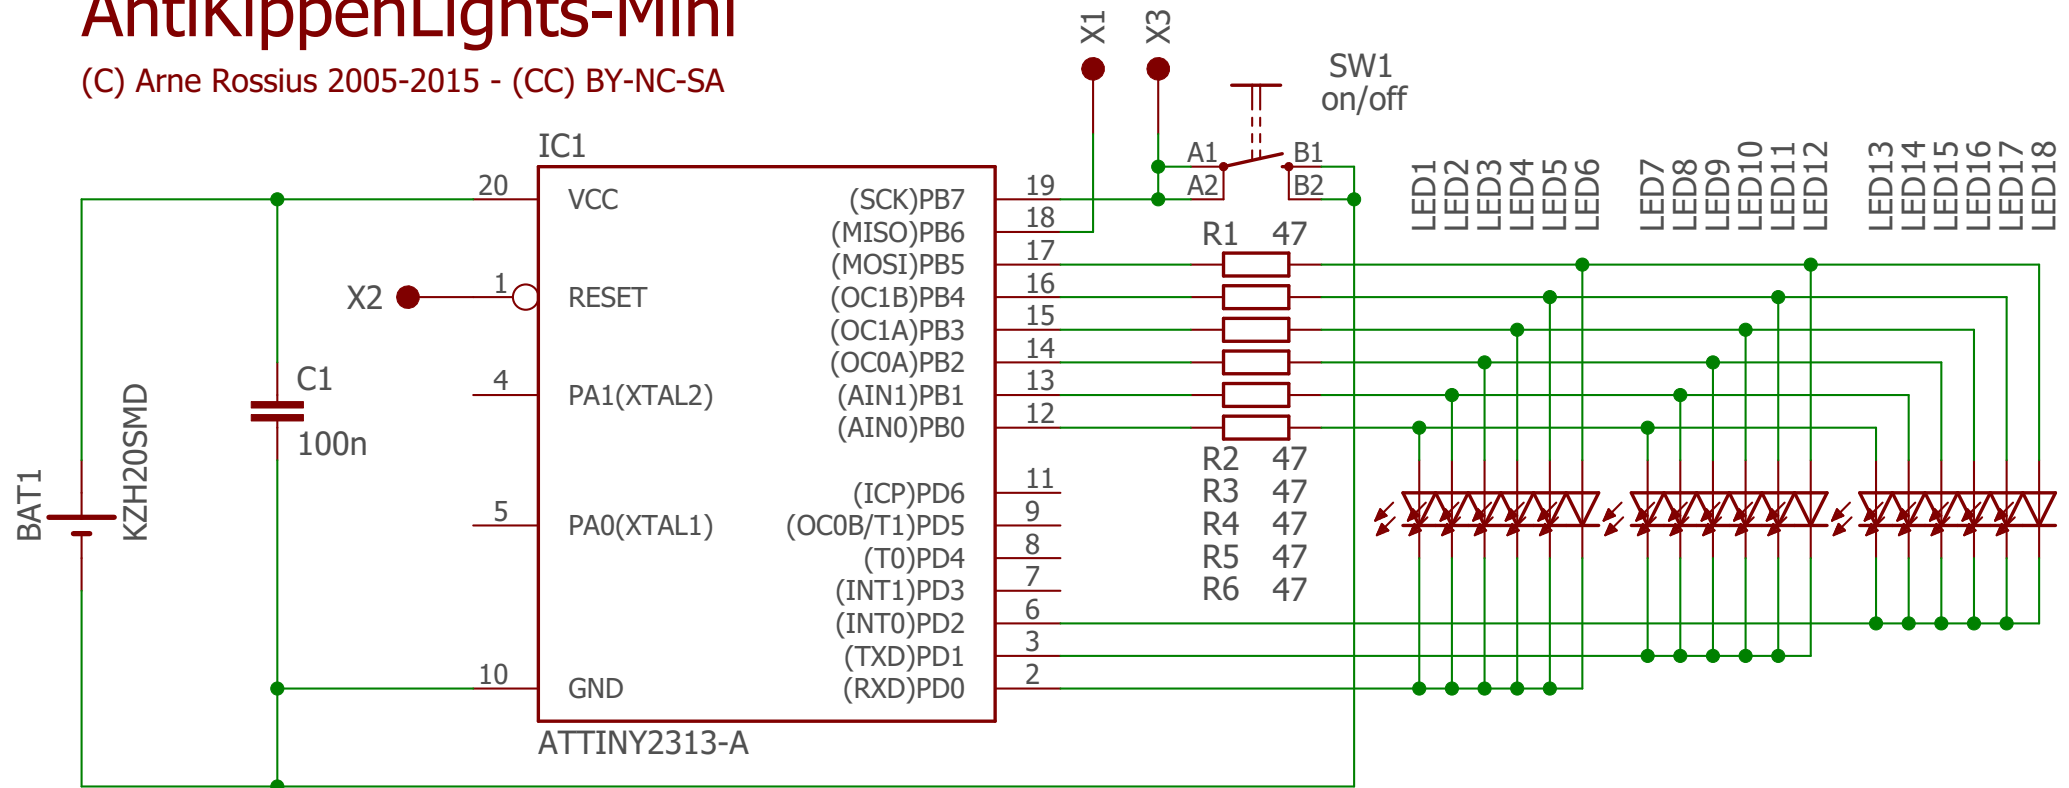 AntiKippenLights-Mini
(C) Arne Rossius 2005-2015 - (CC) BY-NC-SA
X1
X3
SW1
on/off
A1
B1
A2
B2
IC1
20
VCC
1
RESET
X2
4
PA1(XTAL2)
5
PA0(XTAL1)
10
GND
(SCK)PB7
19
(MISO)PB6
18
(MOSI)PB5
17
(OC1B)PB4
16
(OC1A)PB3
15
(OC0A)PB2
14
(AIN1)PB1
13
(AIN0)PB0
12
(ICP)PD6
11
(OC0B/T1)PD5
9
(T0)PD4
8
(INT1)PD3
7
(INT0)PD2
6
(TXD)PD1
3
(RXD)PD0
2
ATTINY2313-A
C1
100n
BAT1
KZH20SMD
R1 47
R2 47
R3 47
R4 47
R5 47
R6 47
LED1
LED2
LED3
LED4
LED5
LED6
LED7
LED8
LED9
LED10
LED11
LED12
LED13
LED14
LED15
LED16
LED17
LED18